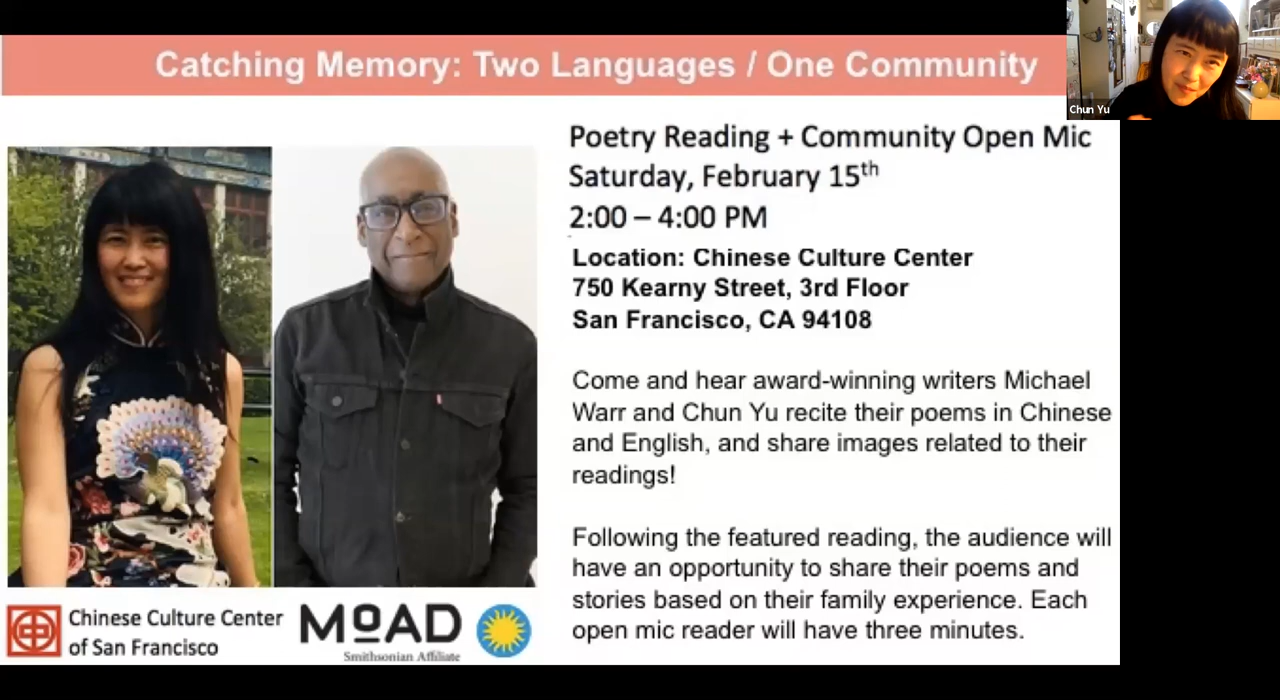 Catching Memory: Two Languages / One Community
Chun Yu
Poetry Reading + Community Open Mic
Saturday, February 15th
2:00 – 4:00 PM
Location: Chinese Culture Center
750 Kearny Street, 3rd Floor
San Francisco, CA 94108
Come and hear award-winning writers Michael
Warr and Chun Yu recite their poems in Chinese
and English, and share images related to their
readings!
Following the featured reading, the audience will
have an opportunity to share their poems and
stories based on their family experience. Each
open mic reader will have three minutes.
Chinese Culture Center
of San Francisco
MoAD
Smithsonian Affiliate